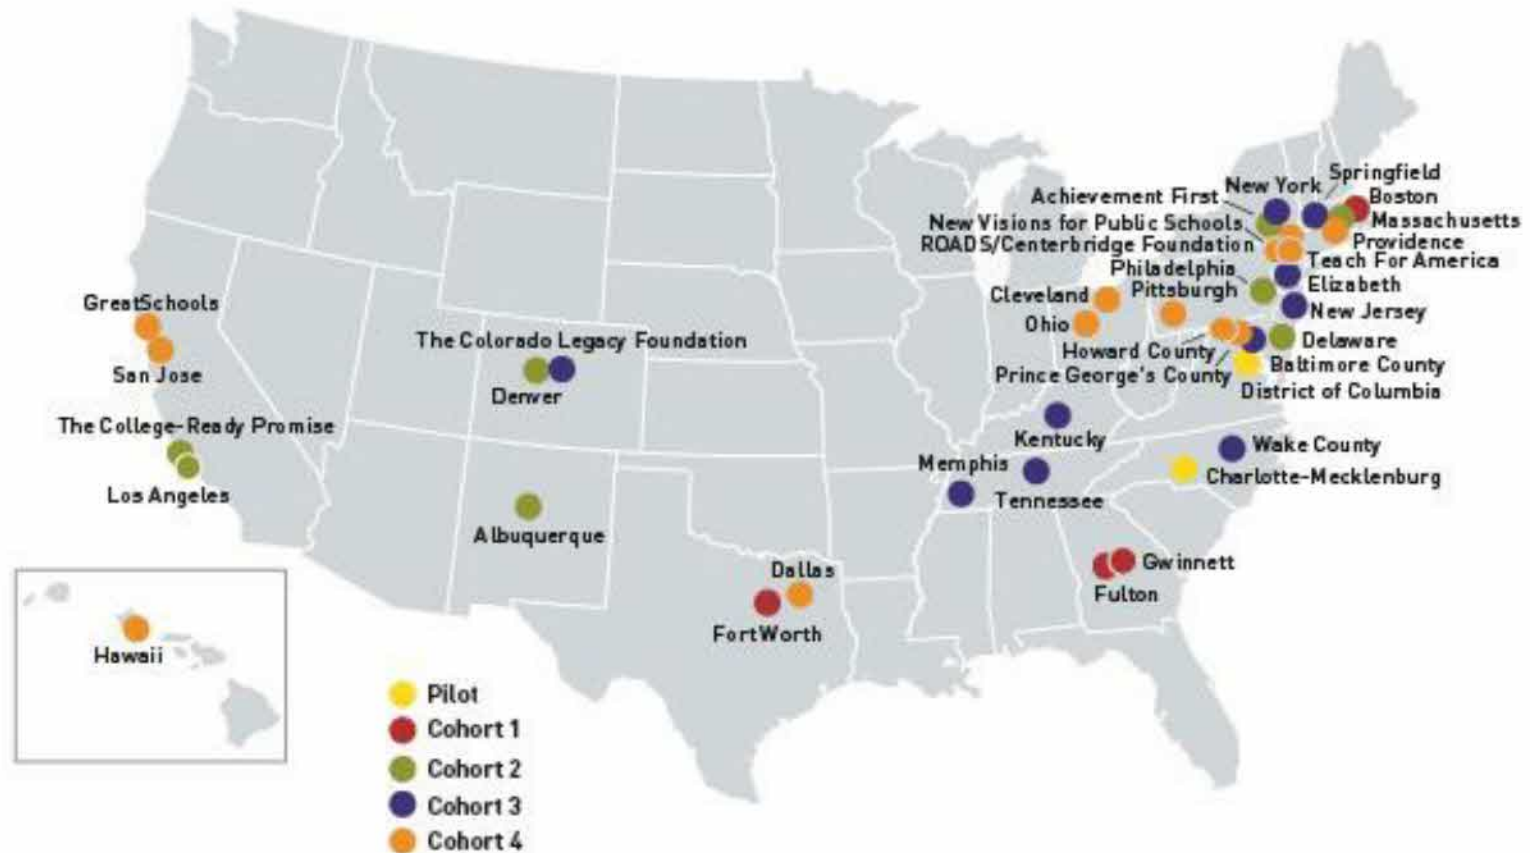 Springfield
New York
Achievement First
Boston
New Visions for Public Schools
Massachusetts
ROADS/Centerbridge Foundation
Providence
Teach For America
Philadelphia
Elizabeth
Cleveland
Pittsburgh
New Jersey
Ohio
Delaware
Howard County
Baltimore County
Prince George's County
District of Columbia
GreatSchools
San Jose
The Colorado Legacy Foundation
Denver
The College-Ready Promise
Los Angeles
Kentucky
Wake County
Memphis
Charlotte-Mecklenburg
Tennessee
Albuquerque
Dallas
Gwinnett
Fulton
Fort Worth
Hawaii
Pilot
Cohort 1
Cohort 2
Cohort 3
Cohort 4